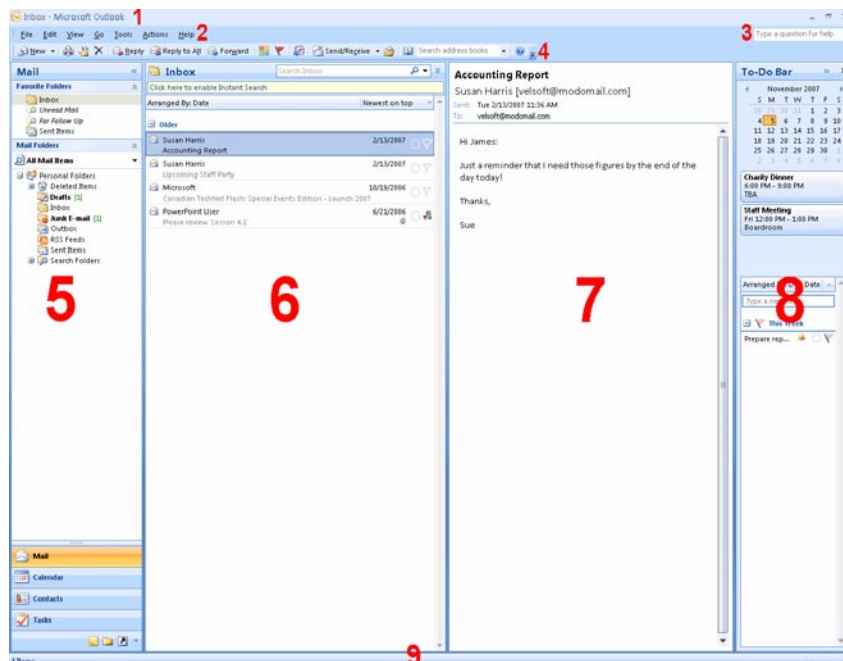 Inbox - Microsoft Outlook 1
File Edit View Go Tools Actions Help 2
3 Type a question for help
New Reply Reply to All Forward Send/Receive Search address books 4
Mail
Favorite Folders
Inbox
Unread Mail
For Follow Up
Sent Items
Mail Folders
All Mail Items
Personal Folders
Deleted Items
Drafts [1]
Inbox
Junk E-mail [1]
Outbox
RSS Feeds
Sent Items
Search Folders
5
Mail
Calendar
Contacts
Tasks
Inbox Search Inbox
Click here to enable Instant Search
Arranged By: Date Newest on top
Older
Susan Harris 2/13/2007
Accounting Report
Susan Harris 2/13/2007
Upcoming Staff Party
Microsoft 10/19/2006
Canadian TechNet Flash: Special Events Edition - Launch 2007
PowerPoint User 6/21/2006
Please review 'Lesson 4.1'
6
Accounting Report
Susan Harris [velsoft@modomail.com]
Sent: Tue 2/13/2007 11:36 AM
To: velsoft@modomail.com
Hi James:
Just a reminder that I need those figures by the end of the
day today!
Thanks,
Sue
7
To-Do Bar
November 2007
S M T W T F S
28 29 30 31 1 2 3
4 5 6 7 8 9 10
11 12 13 14 15 16 17
18 19 20 21 22 23 24
25 26 27 28 29 30 1
2 3 4 5 6 7 8
Charity Dinner
6:00 PM - 9:00 PM
TBA
Staff Meeting
Fri 12:00 PM - 1:00 PM
Boardroom
Arranged By: Due Date
8
Type a new
This Week
Prepare rep...
9